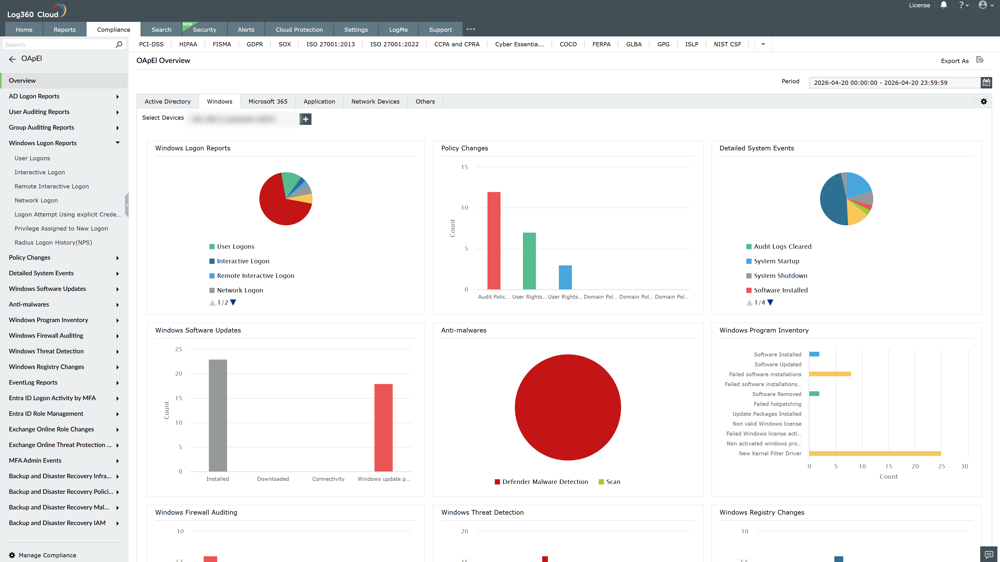 Log360 Cloud
License
?
Home
Reports
Compliance
Search
NEW
Security
Alerts
Cloud Protection
Settings
LogMe
Support
•••
Search
PCI-DSS
HIPAA
FISMA
GDPR
SOX
ISO 27001:2013
ISO 27001:2022
CCPA and CPRA
Cyber Essentia...
COCO
FERPA
GLBA
GPG
ISLP
NIST CSF
OApEl
Overview
AD Logon Reports
User Auditing Reports
Group Auditing Reports
Windows Logon Reports
User Logons
Interactive Logon
Remote Interactive Logon
Network Logon
Logon Attempt Using explicit Crede...
Privilege Assigned to New Logon
Radius Logon History(NPS)
Policy Changes
Detailed System Events
Windows Software Updates
Anti-malwares
Windows Program Inventory
Windows Firewall Auditing
Windows Threat Detection
Windows Registry Changes
EventLog Reports
Entra ID Logon Activity by MFA
Entra ID Role Management
Exchange Online Role Changes
Exchange Online Threat Protection ...
MFA Admin Events
Backup and Disaster Recovery Infra...
Backup and Disaster Recovery Polici...
Backup and Disaster Recovery Mal...
Backup and Disaster Recovery IAM
Manage Compliance
OApEl Overview
Export As
Period
2026-04-20 00:00:00 - 2026-04-20 23:59:59
Active Directory
Windows
Microsoft 365
Application
Network Devices
Others
Select Devices
+
Windows Logon Reports
User Logons
Interactive Logon
Remote Interactive Logon
Network Logon
1/2
Policy Changes
15
10
5
0
Count
Audit Polic...
User Rights...
User Rights...
Domain Pol...
Domain Pol...
Domain Pol...
Detailed System Events
Audit Logs Cleared
System Startup
System Shutdown
Software Installed
1/4
Windows Software Updates
25
20
15
10
5
0
Count
Installed
Downloaded
Connectivity
Windows update p...
Anti-malwares
Defender Malware Detection
Scan
Windows Program Inventory
Software Installed
Software Updated
Failed software installations
Failed software installations...
Software Removed
Failed hotpatching
Update Packages Installed
Non valid Windows license
Failed Windows license acti...
Non activated windows pro...
New Kernel Filter Driver
0
5
10
15
20
25
30
Count
Windows Firewall Auditing
10
7.5
Windows Threat Detection
20
15
Windows Registry Changes
10
7.5